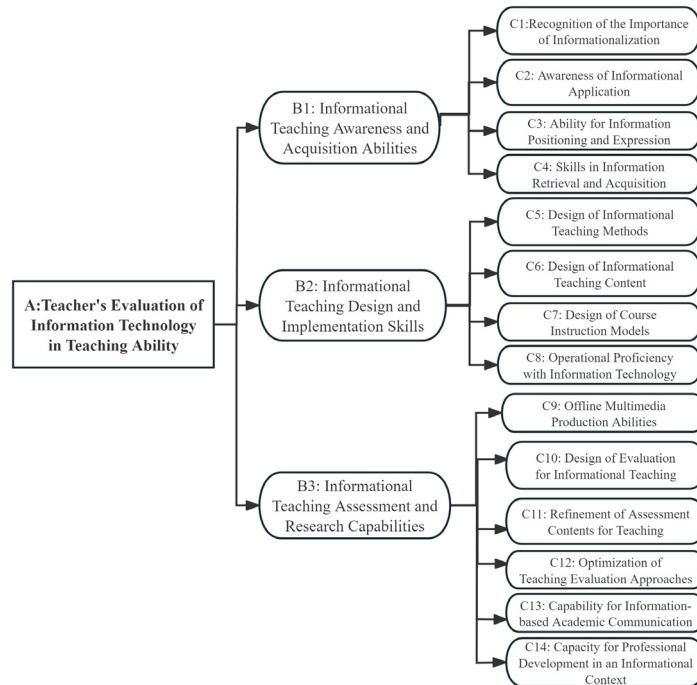 A:Teacher's Evaluation of
Information Technology
in Teaching Ability
B1: Informational
Teaching Awareness and
Acquisition Abilities
C1:Recognition of the Importance
of Informationalization
C2: Awareness of Informational
Application
C3: Ability for Information
Positioning and Expression
C4: Skills in Information
Retrieval and Acquisition
B2: Informational
Teaching Design and
Implementation Skills
C5: Design of Informational
Teaching Methods
C6: Design of Informational
Teaching Content
C7: Design of Course
Instruction Models
C8: Operational Proficiency
with Information Technology
B3: Informational
Teaching Assessment and
Research Capabilities
C9: Offline Multimedia
Production Abilities
C10: Design of Evaluation
for Informational Teaching
C11: Refinement of Assessment
Contents for Teaching
C12: Optimization of
Teaching Evaluation Approaches
C13: Capability for Information-
based Academic Communication
C14: Capacity for Professional
Development in an Informational
Context